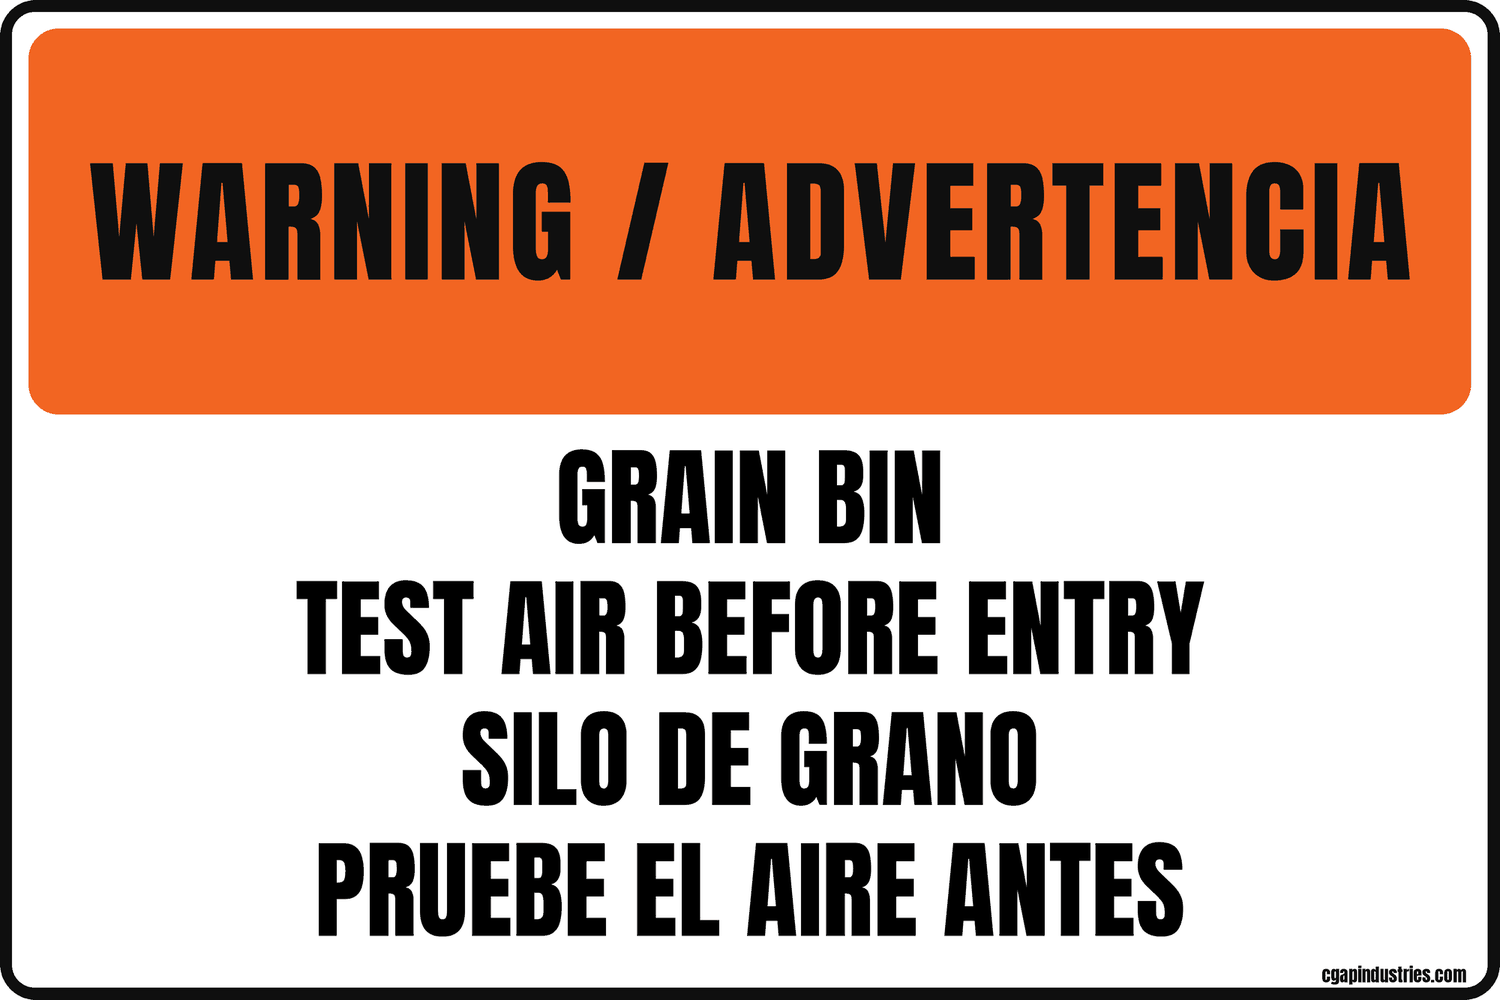 WARNING / ADVERTENCIA
GRAIN BIN
TEST AIR BEFORE ENTRY
SILO DE GRANO
PRUEBE EL AIRE ANTES
cgapindustries.com